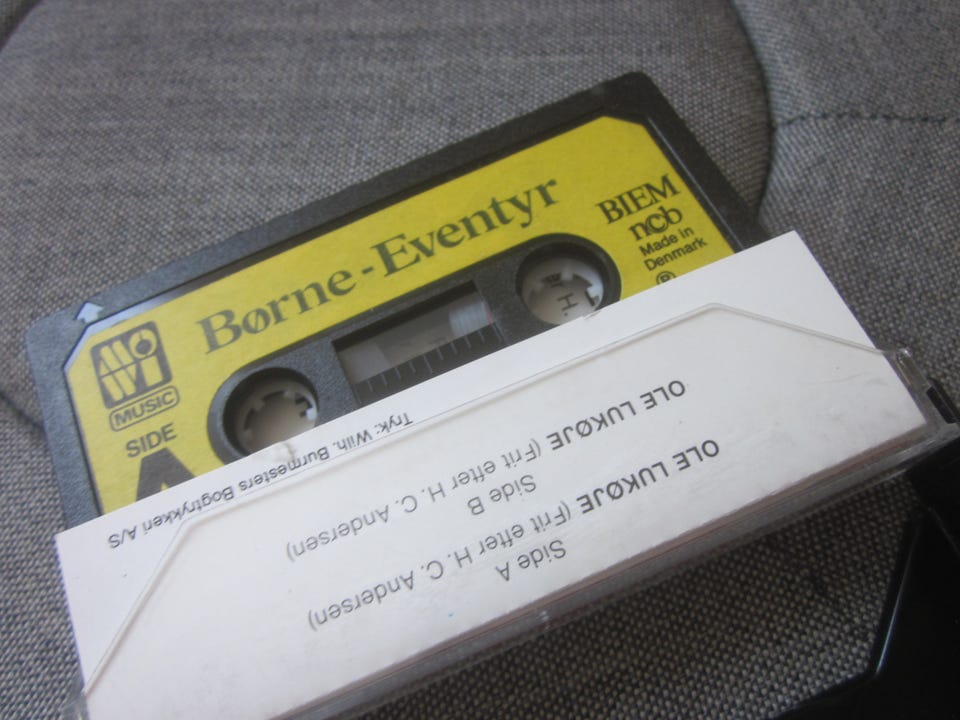 Børne-Eventyr
BIEM
ncb
Made in
Denmark
Ⓟ
MUSIC
SIDE
A
Side A
OLE LUKØJE (Frit efter H. C. Andersen)
Side B
OLE LUKØJE (Frit efter H. C. Andersen)
Tryk: Wilh. Burmesters Bogtrykkeri A/S